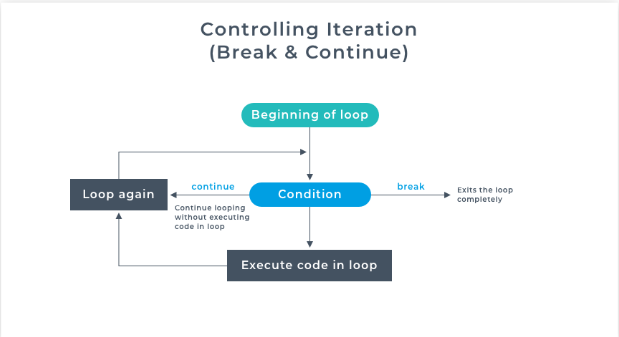 Controlling Iteration
(Break & Continue)
Beginning of loop
Loop again
continue
Continue looping
without executing
code in loop
Condition
break
Exits the loop
completely
Execute code in loop